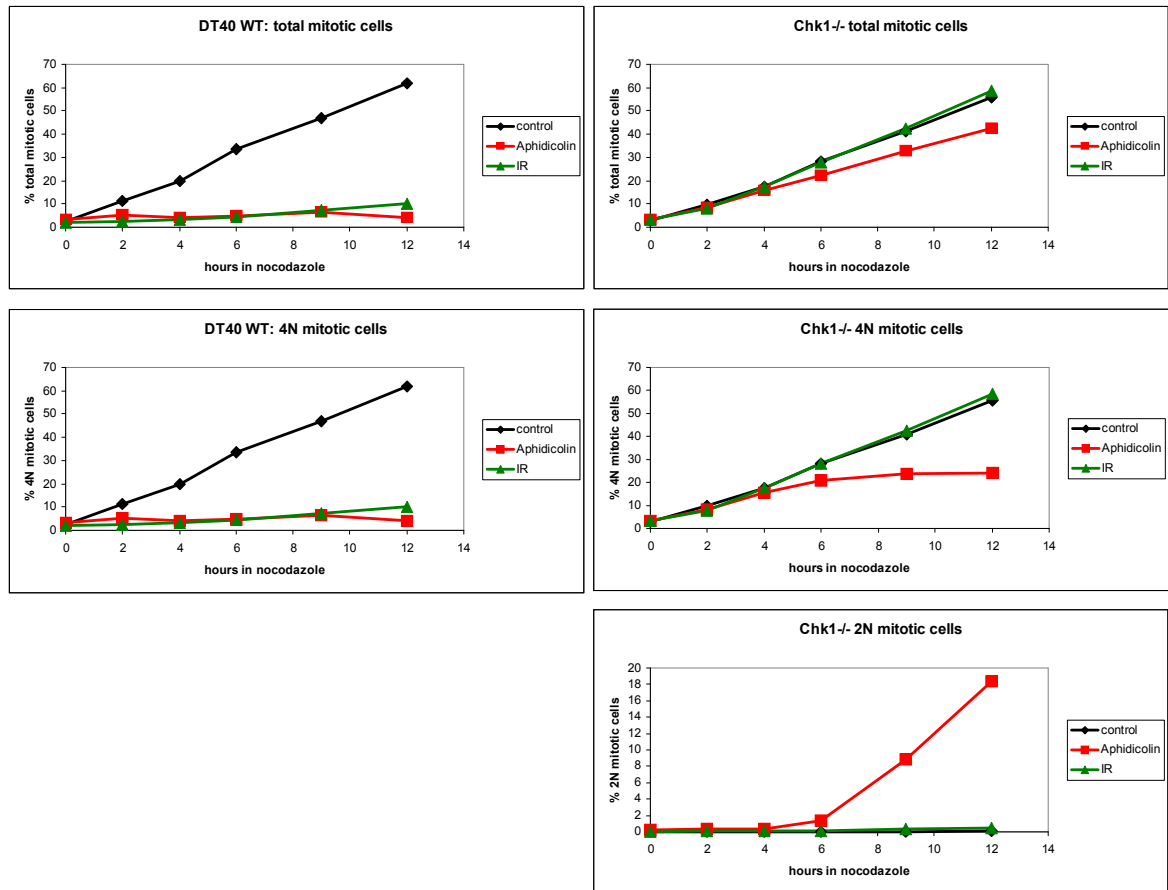 DT40 WT: total mitotic cells
% total mitotic cells
70
60
50
40
30
20
10
0
0 2 4 6 8 10 12 14
hours in nocodazole
control
Aphidicolin
IR
Chk1-/- total mitotic cells
% total mitotic cells
70
60
50
40
30
20
10
0
0 2 4 6 8 10 12 14
hours in nocodazole
control
Aphidicolin
IR
DT40 WT: 4N mitotic cells
% 4N mitotic cells
70
60
50
40
30
20
10
0
0 2 4 6 8 10 12 14
hours in nocodazole
control
Aphidicolin
IR
Chk1-/- 4N mitotic cells
% 4N mitotic cells
70
60
50
40
30
20
10
0
0 2 4 6 8 10 12 14
hours in nocodazole
control
Aphidicolin
IR
Chk1-/- 2N mitotic cells
% 2N mitotic cells
20
18
16
14
12
10
8
6
4
2
0
0 2 4 6 8 10 12 14
hours in nocodazole
control
Aphidicolin
IR